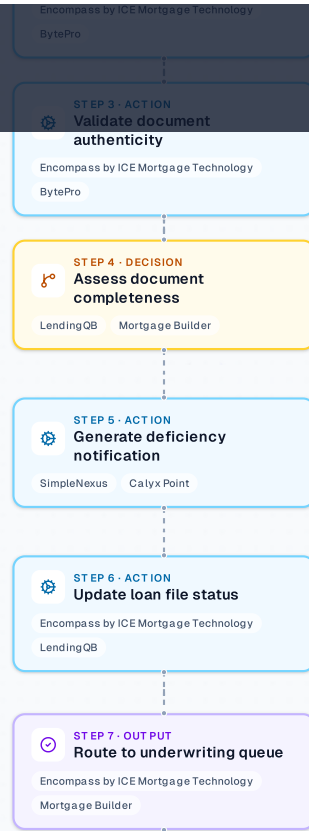 Encompass by ICE Mortgage Technology
BytePro
STEP 3 · ACTION
Validate document
authenticity
Encompass by ICE Mortgage Technology
BytePro
STEP 4 · DECISION
Assess document
completeness
LendingQB Mortgage Builder
STEP 5 · ACTION
Generate deficiency
notification
SimpleNexus Calyx Point
STEP 6 · ACTION
Update loan file status
Encompass by ICE Mortgage Technology
LendingQB
STEP 7 · OUTPUT
Route to underwriting queue
Encompass by ICE Mortgage Technology
Mortgage Builder